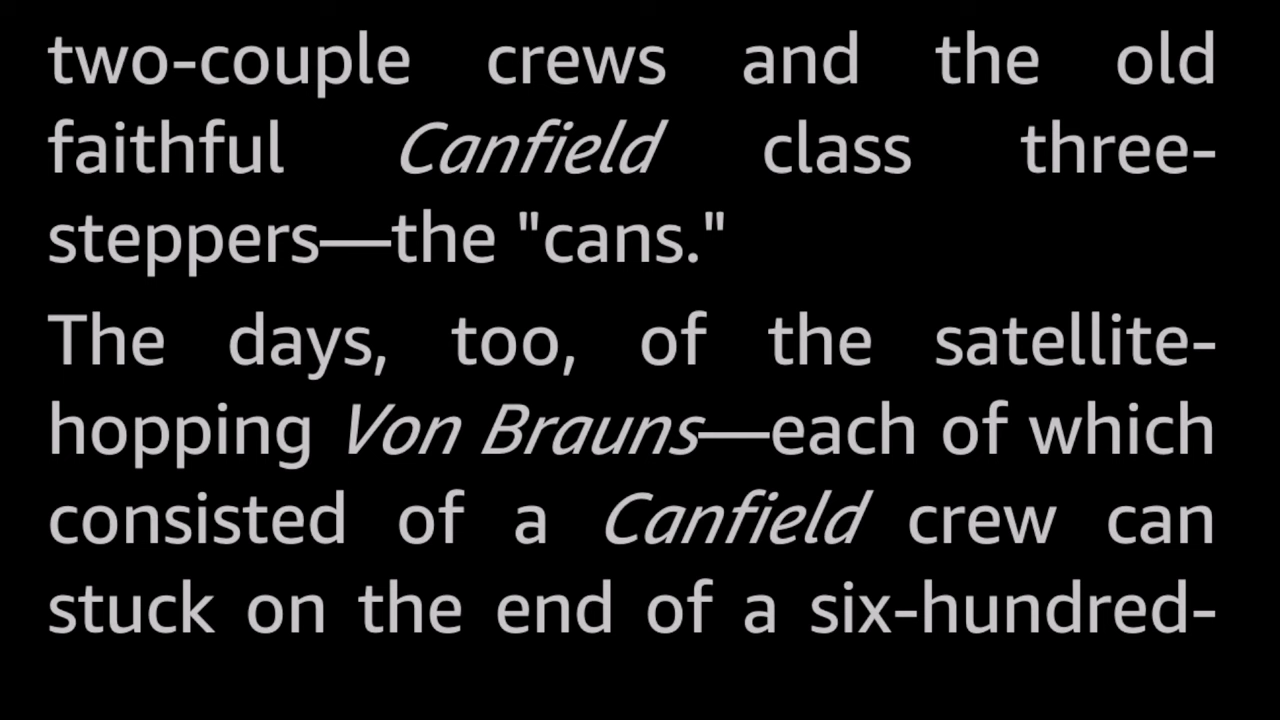 two-couple crews and the old
faithful Canfield class three-
steppers—the "cans."
The days, too, of the satellite-
hopping Von Brauns—each of which
consisted of a Canfield crew can
stuck on the end of a six-hundred-